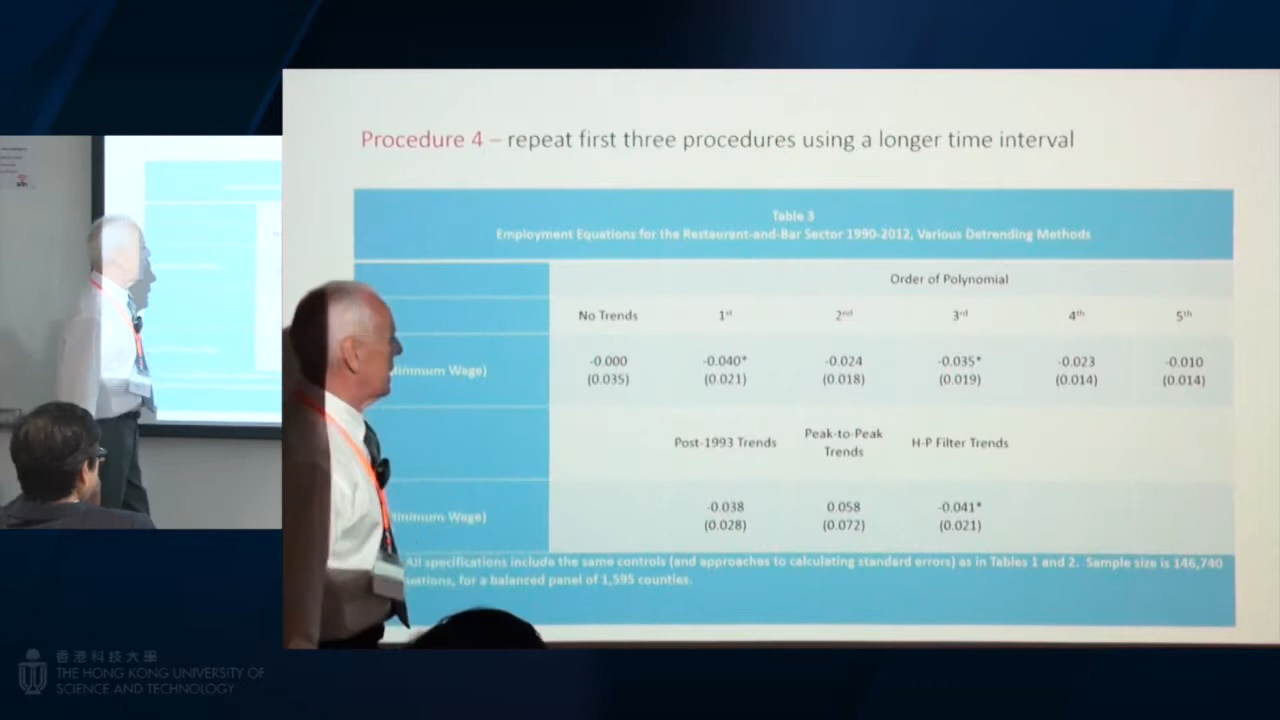 Procedure 4 – repeat first three procedures using a longer time interval
Table 3
Employment Equations for the Restaurant-and-Bar Sector 1990-2012, Various Detrending Methods
Order of Polynomial
No Trends 1st 2nd 3rd 4th 5th
Minimum Wage)
-0.000 -0.040* -0.024 -0.035* -0.023 -0.010
(0.035) (0.021) (0.018) (0.019) (0.014) (0.014)
Post-1993 Trends Peak-to-Peak Trends H-P Filter Trends
Minimum Wage)
-0.038 0.058 -0.041*
(0.028) (0.072) (0.021)
All specifications include the same controls (and approaches to calculating standard errors) as in Tables 1 and 2. Sample size is 146,740
for a balanced panel of 1,595 counties.
香港科技大學
THE HONG KONG UNIVERSITY OF
SCIENCE AND TECHNOLOGY